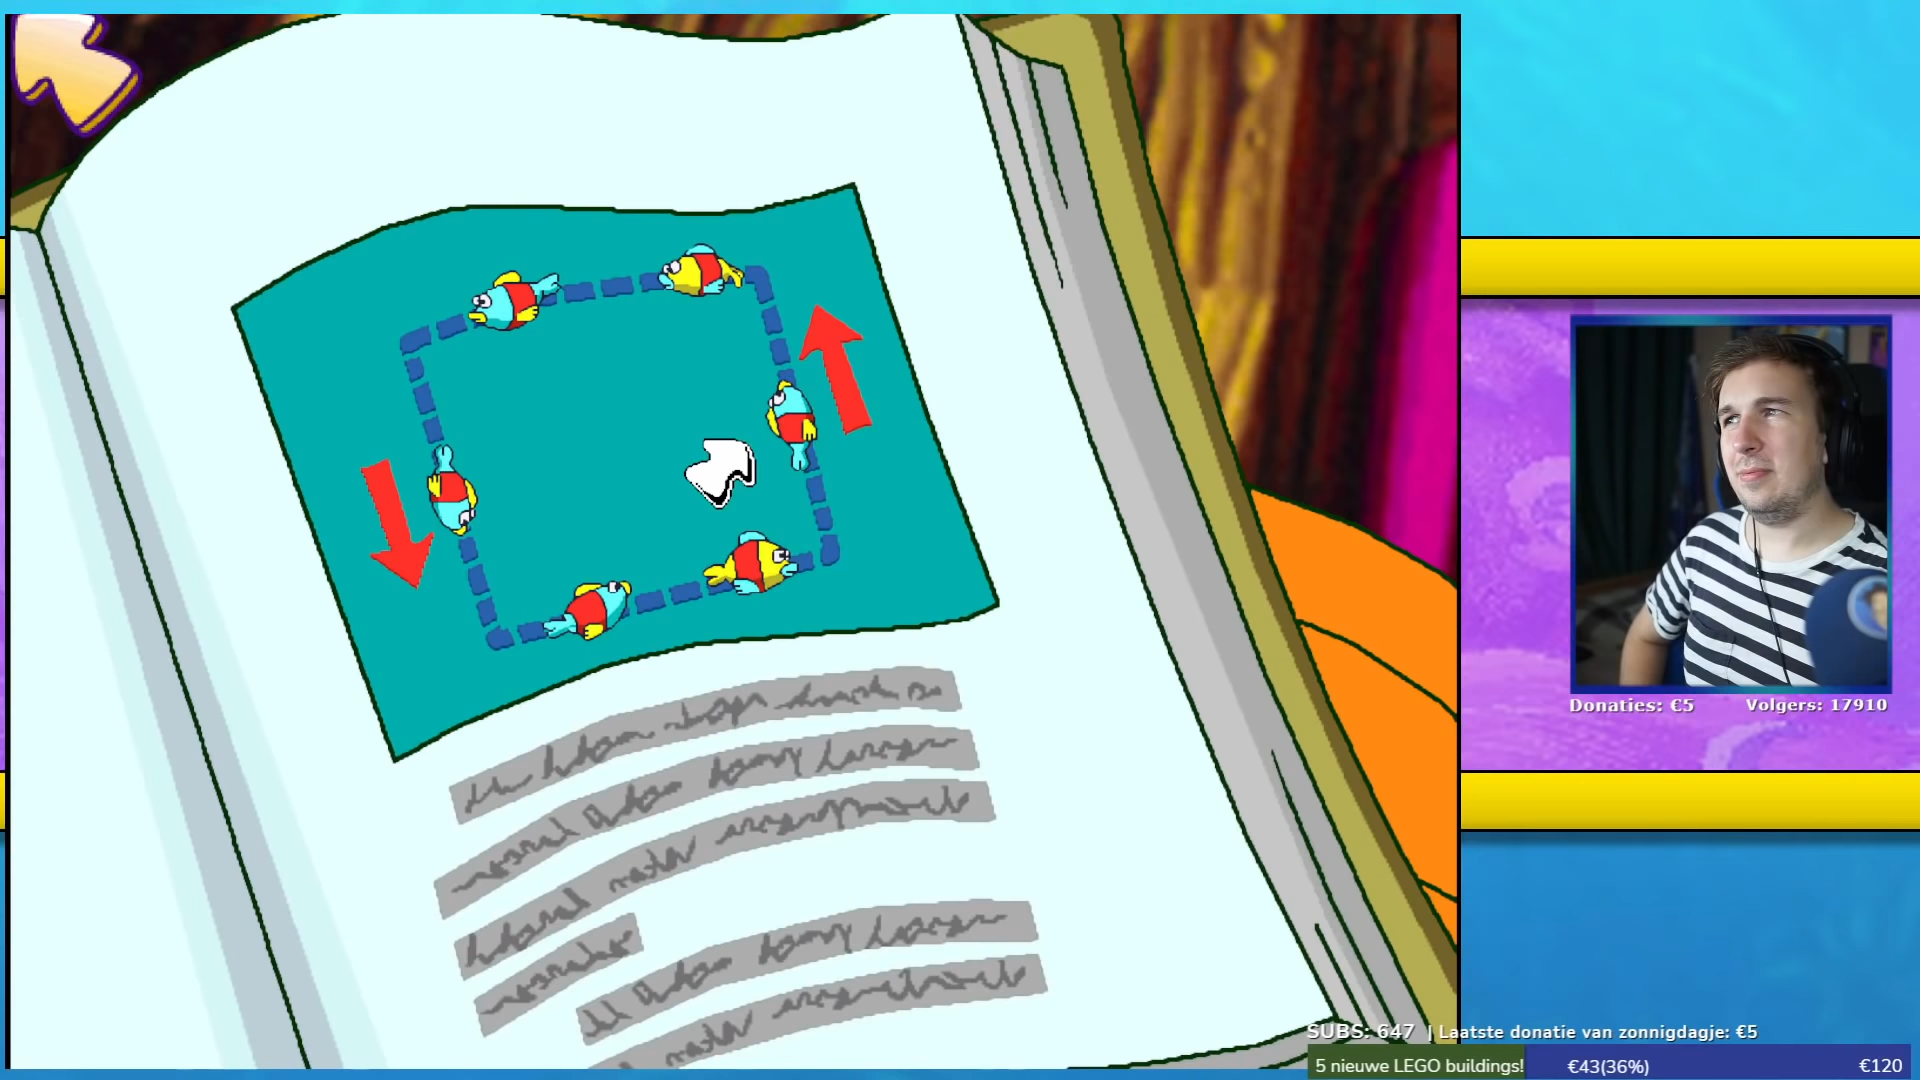 Donaties: €5 Volgers: 17910
SUBS: 647 | Laatste donatie van zonnigdagje: €5
5 nieuwe LEGO buildings! €43(36%) €120